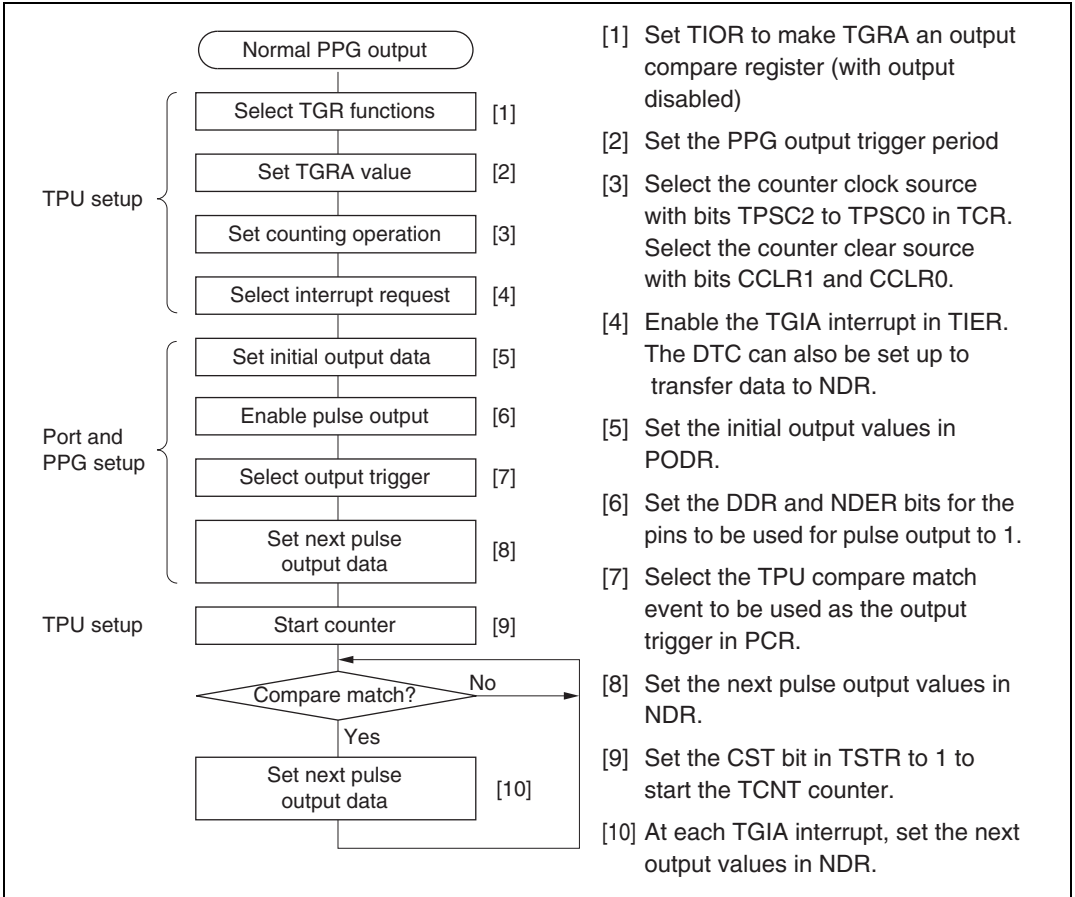 Normal PPG output
TPU setup
Select TGR functions [1]
Set TGRA value [2]
Set counting operation [3]
Select interrupt request [4]
Port and
PPG setup
Set initial output data [5]
Enable pulse output [6]
Select output trigger [7]
Set next pulse
output data [8]
TPU setup
Start counter [9]
Compare match? No
Yes
Set next pulse
output data [10]
[1] Set TIOR to make TGRA an output
compare register (with output
disabled)
[2] Set the PPG output trigger period
[3] Select the counter clock source
with bits TPSC2 to TPSC0 in TCR.
Select the counter clear source
with bits CCLR1 and CCLR0.
[4] Enable the TGIA interrupt in TIER.
The DTC can also be set up to
transfer data to NDR.
[5] Set the initial output values in
PODR.
[6] Set the DDR and NDER bits for the
pins to be used for pulse output to 1.
[7] Select the TPU compare match
event to be used as the output
trigger in PCR.
[8] Set the next pulse output values in
NDR.
[9] Set the CST bit in TSTR to 1 to
start the TCNT counter.
[10] At each TGIA interrupt, set the next
output values in NDR.